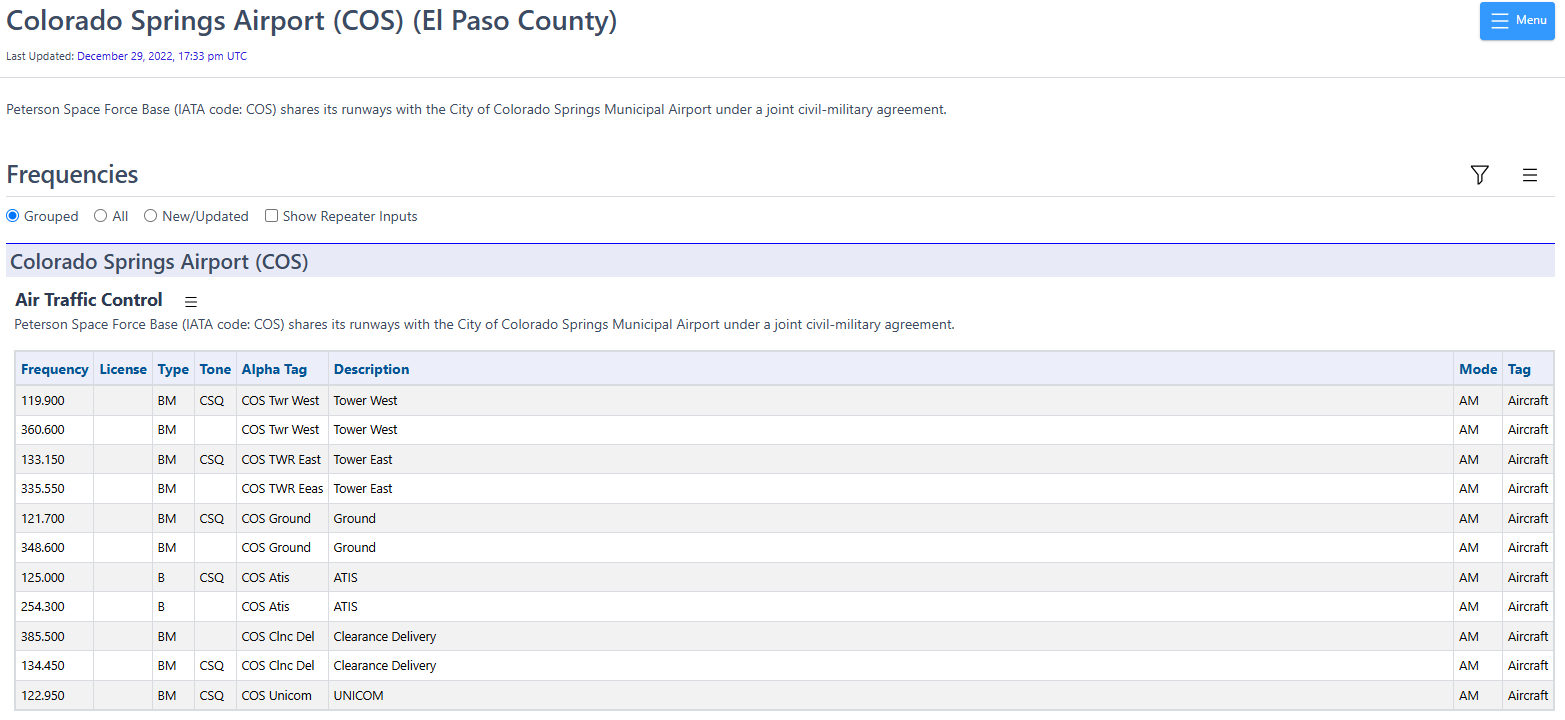 Colorado Springs Airport (COS) (El Paso County)
Menu
Last Updated: December 29, 2022, 17:33 pm UTC
Peterson Space Force Base (IATA code: COS) shares its runways with the City of Colorado Springs Municipal Airport under a joint civil-military agreement.
Frequencies
Grouped All New/Updated Show Repeater Inputs
Colorado Springs Airport (COS)
Air Traffic Control
Peterson Space Force Base (IATA code: COS) shares its runways with the City of Colorado Springs Municipal Airport under a joint civil-military agreement.
Frequency License Type Tone Alpha Tag Description Mode Tag
119.900 BM CSQ COS Twr West Tower West AM Aircraft
360.600 BM COS Twr West Tower West AM Aircraft
133.150 BM CSQ COS TWR East Tower East AM Aircraft
335.550 BM COS TWR Eeas Tower East AM Aircraft
121.700 BM CSQ COS Ground Ground AM Aircraft
348.600 BM COS Ground Ground AM Aircraft
125.000 B CSQ COS Atis ATIS AM Aircraft
254.300 B COS Atis ATIS AM Aircraft
385.500 BM COS Clnc Del Clearance Delivery AM Aircraft
134.450 BM CSQ COS Clnc Del Clearance Delivery AM Aircraft
122.950 BM CSQ COS Unicom UNICOM AM Aircraft